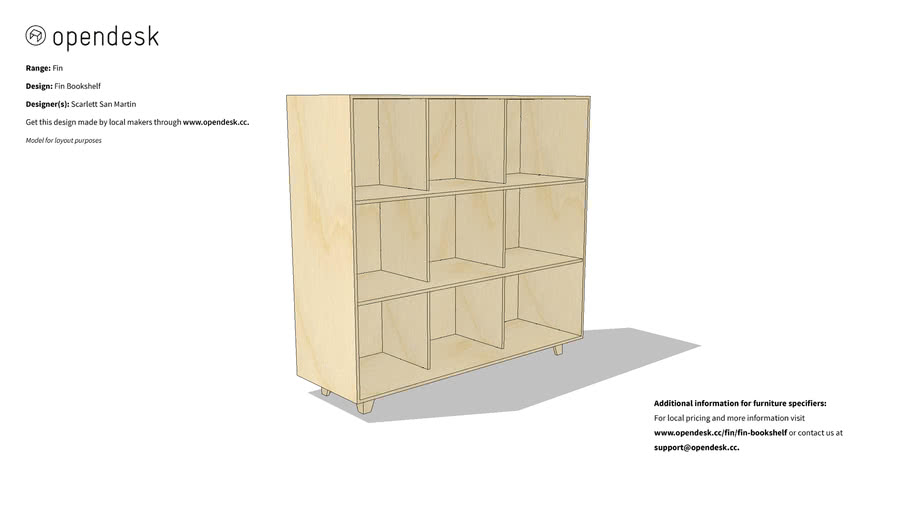 opendesk
Range: Fin
Design: Fin Bookshelf
Designer(s): Scarlett San Martin
Get this design made by local makers through www.opendesk.cc.
Model for layout purposes
Additional information for furniture specifiers:
For local pricing and more information visit
www.opendesk.cc/fin/fin-bookshelf or contact us at
support@opendesk.cc.